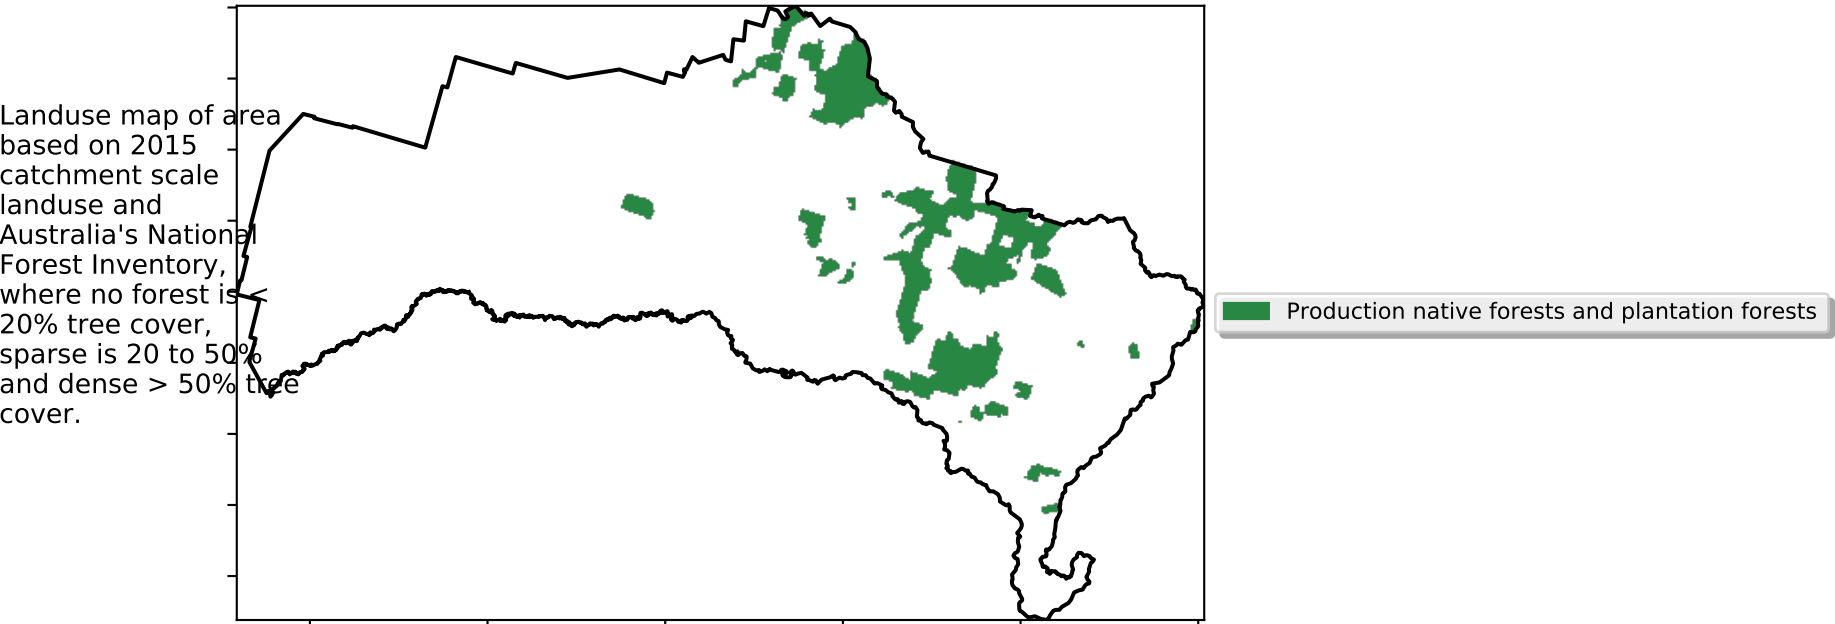 Landuse map of area
based on 2015
catchment scale
landuse and
Australia's National
Forest Inventory,
where no forest is <
20% tree cover,
sparse is 20 to 50%
and dense > 50% tree
cover.
Production native forests and plantation forests